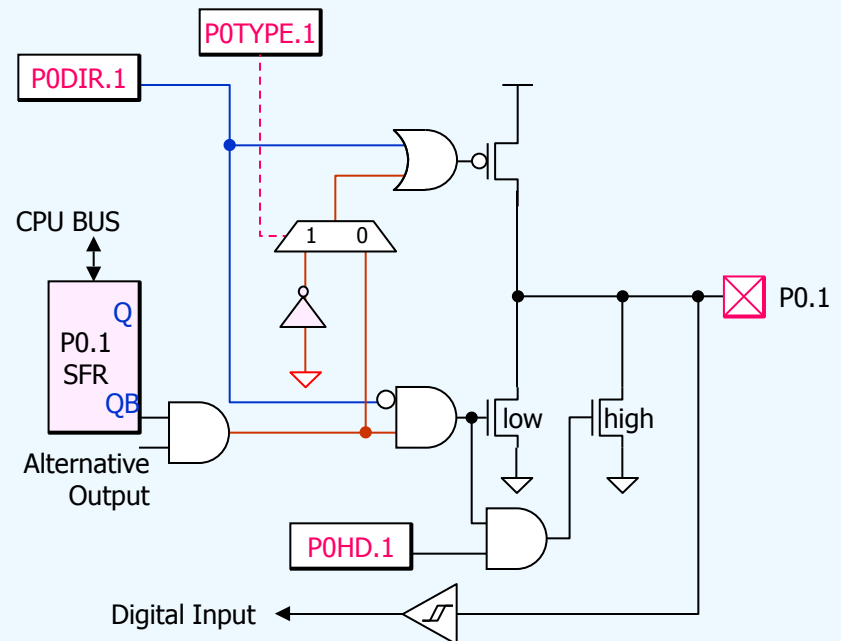 P0TYPE.1
P0DIR.1
CPU BUS
1 0
Q
P0.1
SFR
QB
P0.1
low
high
Alternative
Output
P0HD.1
Digital Input